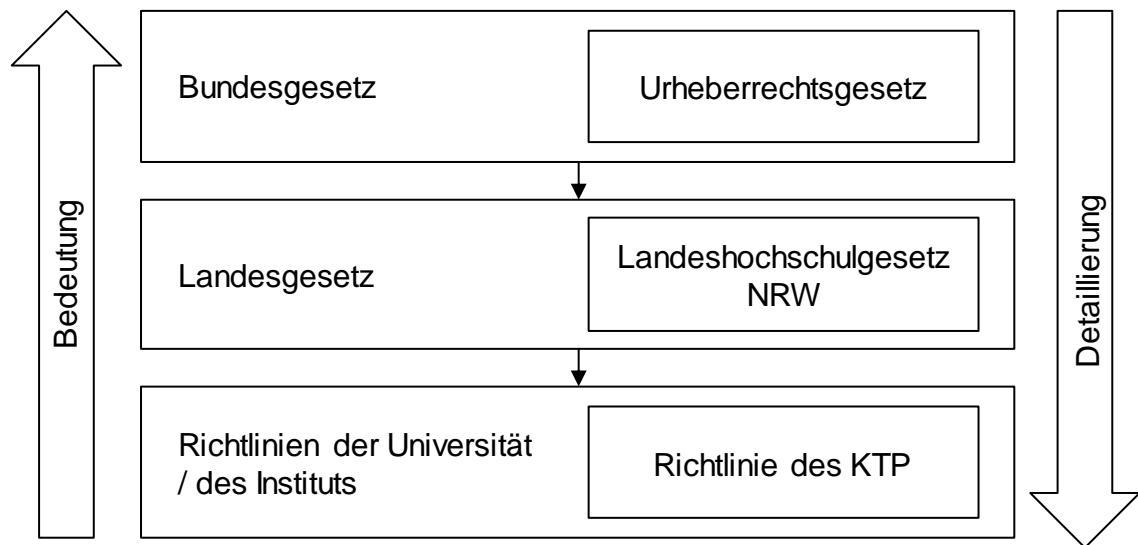 Bedeutung
Bundesgesetz
Urheberrechtsgesetz
Landesgesetz
Landeshochschulgesetz
NRW
Richtlinien der Universität
/ des Instituts
Richtlinie des KTP
Detaillierung